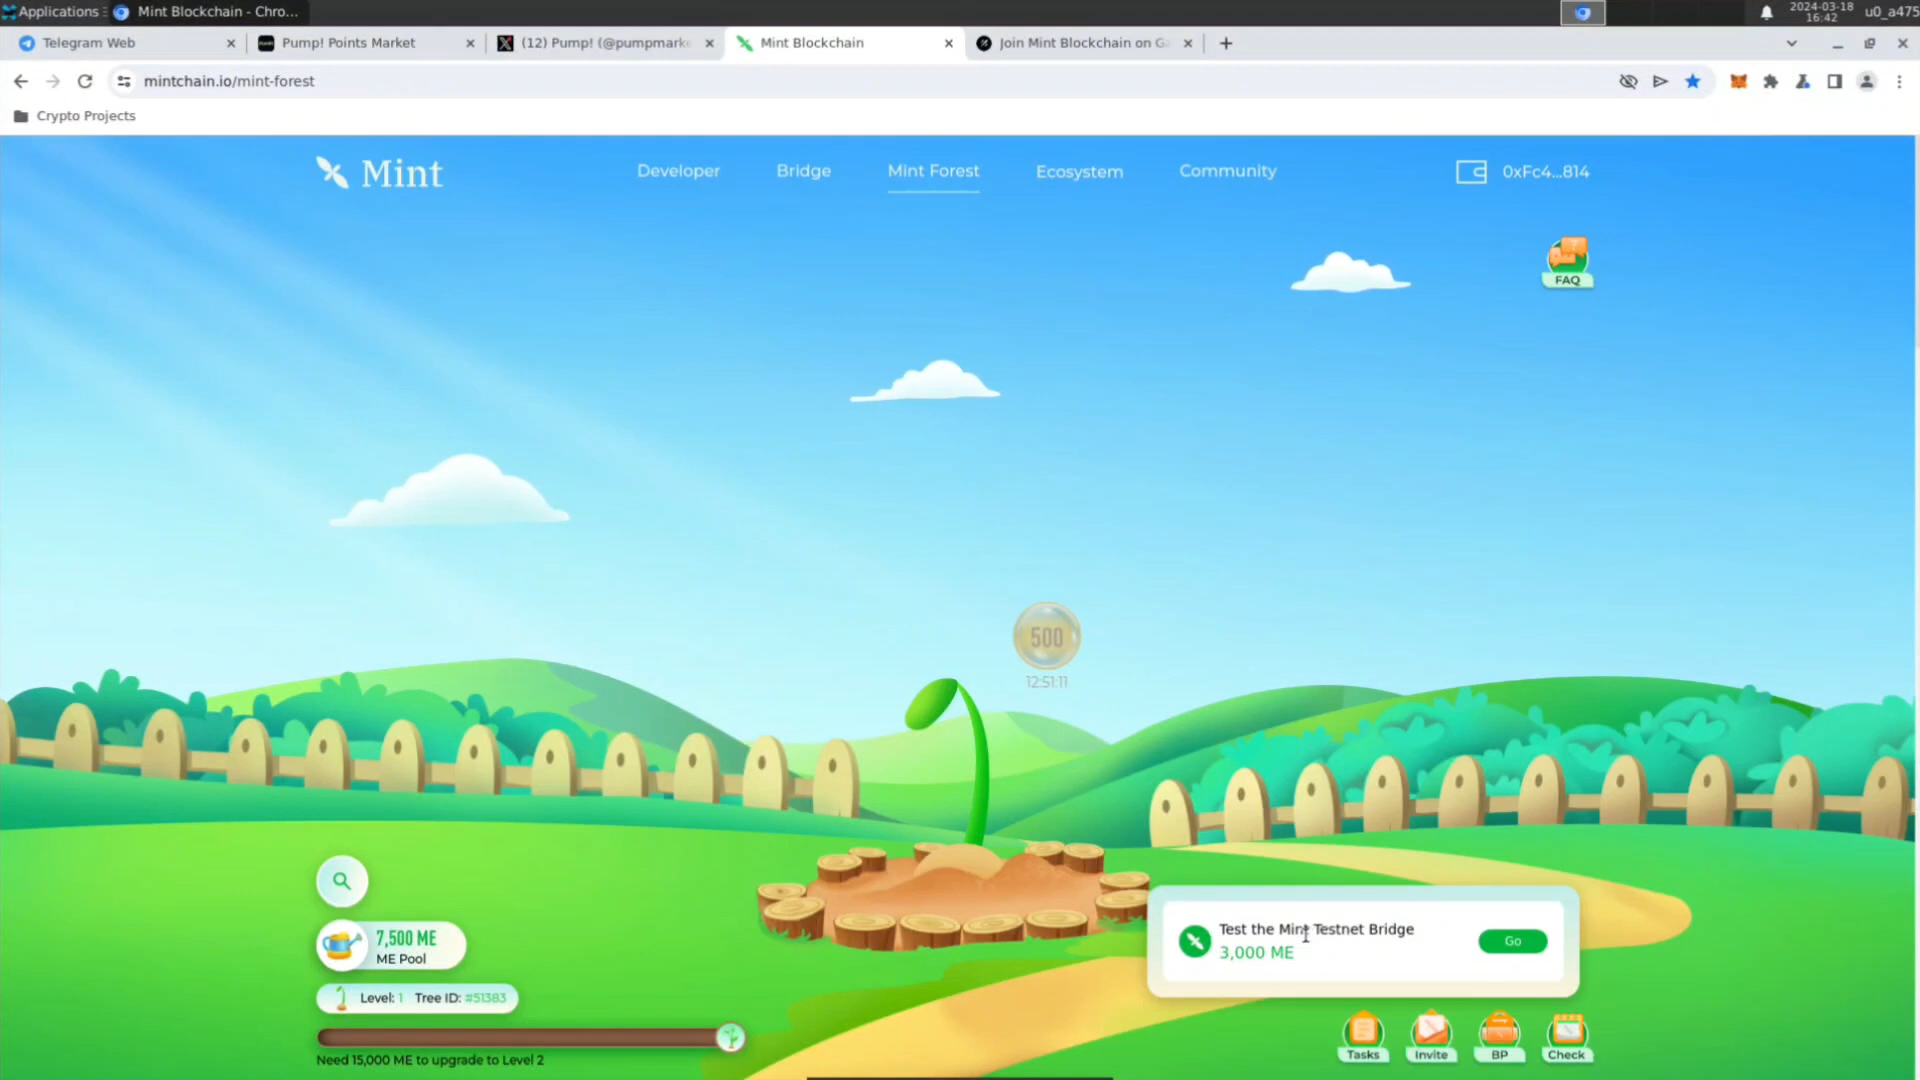 Applications
Mint Blockchain - Chro...
2024-03-18
16:42
u0_a475
Telegram Web
Pump! Points Market
(12) Pump! (@pumpmarke
Mint Blockchain
Join Mint Blockchain on Ga
mintchain.io/mint-forest
Crypto Projects
Mint
Developer
Bridge
Mint Forest
Ecosystem
Community
0xFc4...814
FAQ
500
12:51:11
7,500 ME
ME Pool
Level: 1 Tree ID: #51383
Need 15,000 ME to upgrade to Level 2
Test the Mint Testnet Bridge
3,000 ME
Go
Tasks
Invite
BP
Check